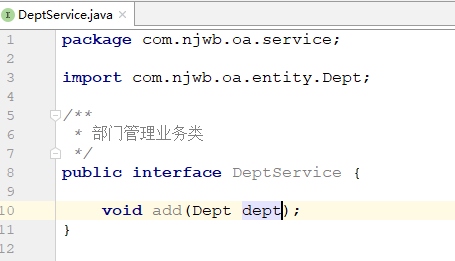 DeptService.java
1 package com.njwb.oa.service;
2
3 import com.njwb.oa.entity.Dept;
4
5 /**
6 * 部门管理业务类
7 */
8 public interface DeptService {
9
10 void add(Dept dept);
11 }
12